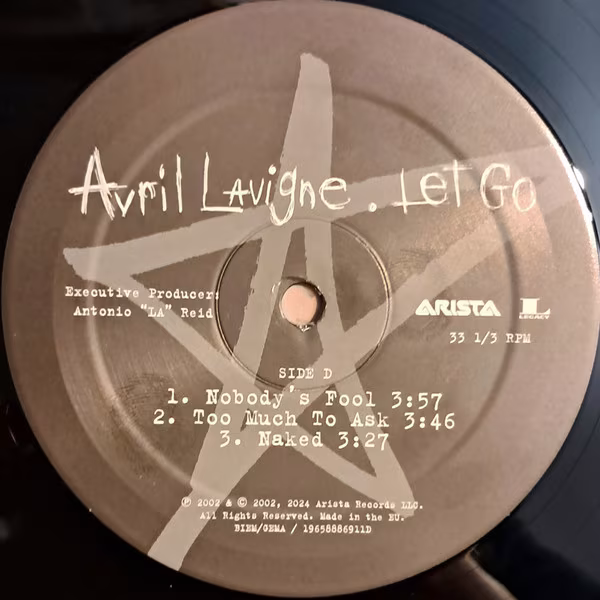 Avril Lavigne . Let Go
Executive Producer:
Antonio "LA" Reid
ARISTA
L
LEGACY
33 1/3 RPM
SIDE D
1. Nobody's Fool 3:57
2. Too Much To Ask 3:46
3. Naked 3:27
℗ 2002 & © 2002, 2024 Arista Records LLC.
All Rights Reserved. Made in the EU.
BIEM/GEMA / 19658886911D